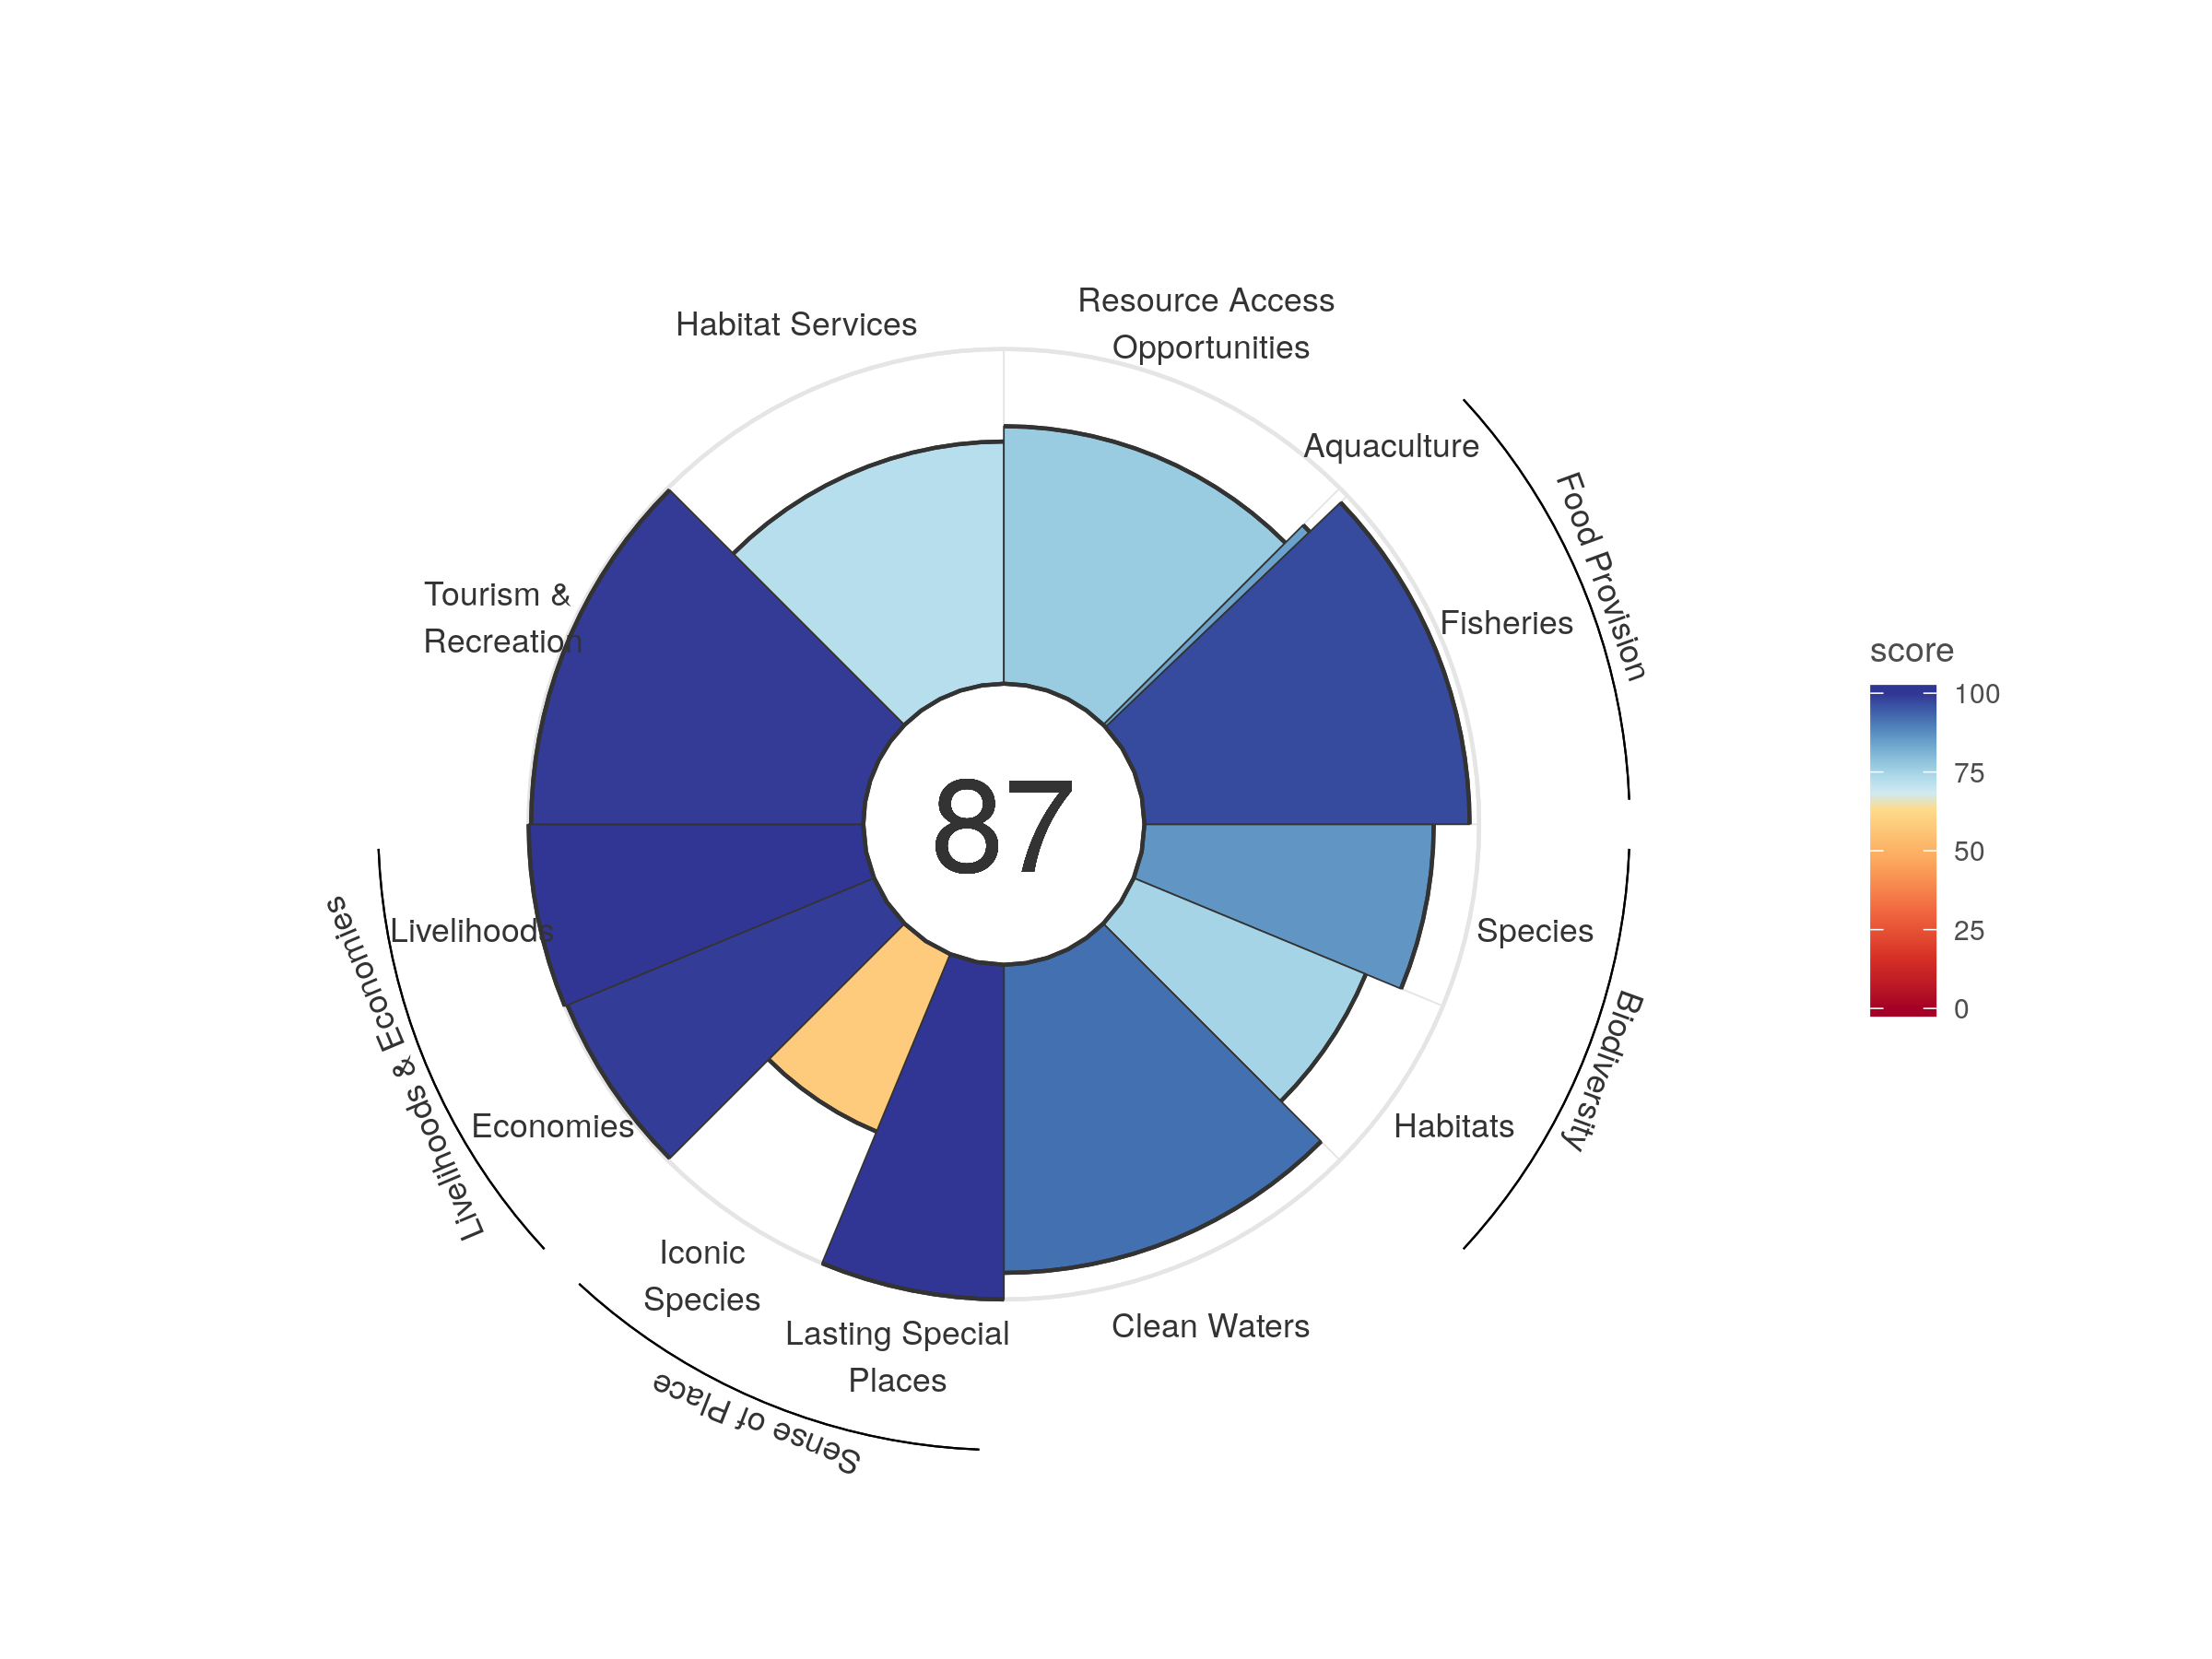 Resource Access
Opportunities
Habitat Services
Aquaculture
Food Provision
Fisheries
Tourism &
Recreation
87
score
100
75
50
25
0
Livelihoods
Species
Livelihoods & Economies
Biodiversity
Economies
Habitats
Iconic
Species
Lasting Special
Places
Clean Waters
Sense of Place